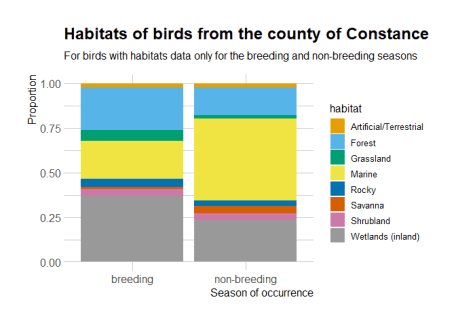 Habitats of birds from the county of Constance
For birds with habitats data only for the breeding and non-breeding seasons
Proportion
1.00
0.75
0.50
0.25
0.00
breeding
non-breeding
Season of occurrence
habitat
Artificial/Terrestrial
Forest
Grassland
Marine
Rocky
Savanna
Shrubland
Wetlands (inland)